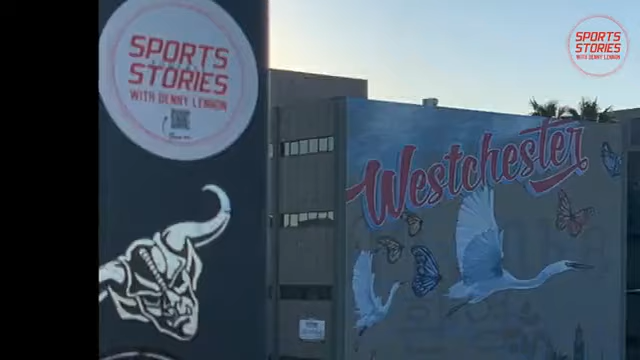 SPORTS
STORIES
WITH DENNY LENNON
Westchester
SPORTS
STORIES
WITH DENNY LENNON